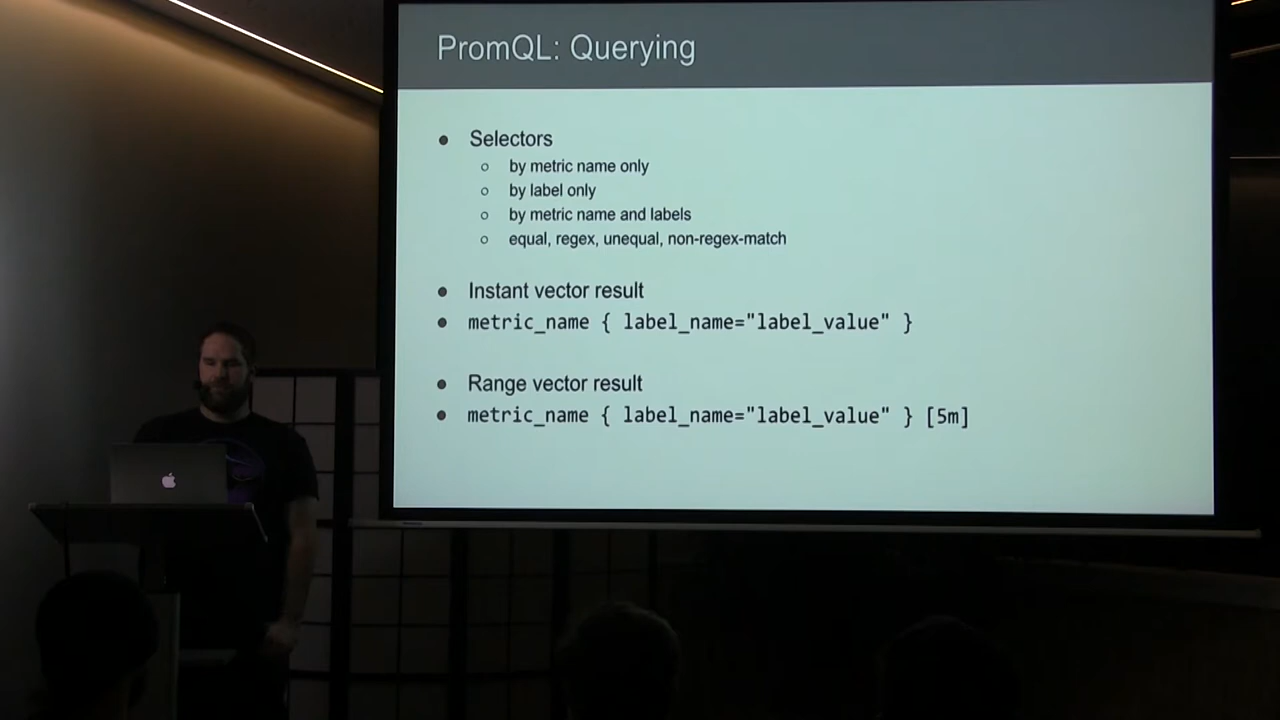 PromQL: Querying
Selectors
by metric name only
by label only
by metric name and labels
equal, regex, unequal, non-regex-match
Instant vector result
metric_name { label_name="label_value" }
Range vector result
metric_name { label_name="label_value" } [5m]